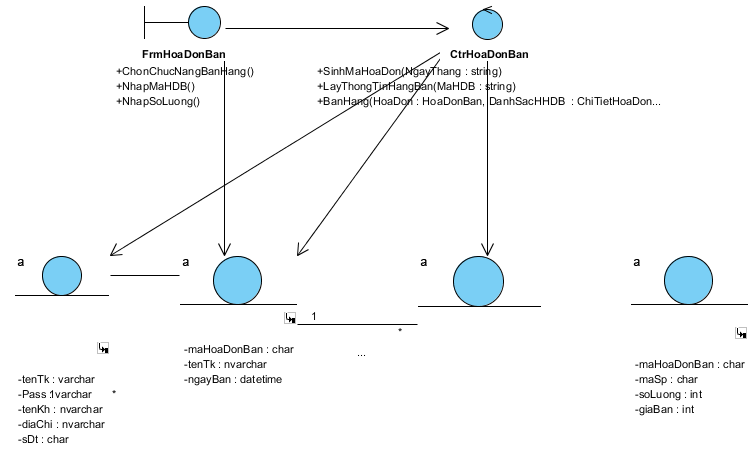 FrmHoaDonBan
+ChonChucNangBanHang()
+NhapMaHDB()
+NhapSoLuong()
CtrHoaDonBan
+SinhMaHoaDon(NgayThang : string)
+LayThongTinHangBan(MaHDB : string)
+BanHang(HoaDon : HoaDonBan, DanhSacHHDB : ChiTietHoaDon...
a
a
a
a
1
*
...
-tenTk : varchar
-Pass : varchar
1
*
-tenKh : nvarchar
-diaChi : nvarchar
-sDt : char
-maHoaDonBan : char
-tenTk : nvarchar
-ngayBan : datetime
-maHoaDonBan : char
-maSp : char
-soLuong : int
-giaBan : int